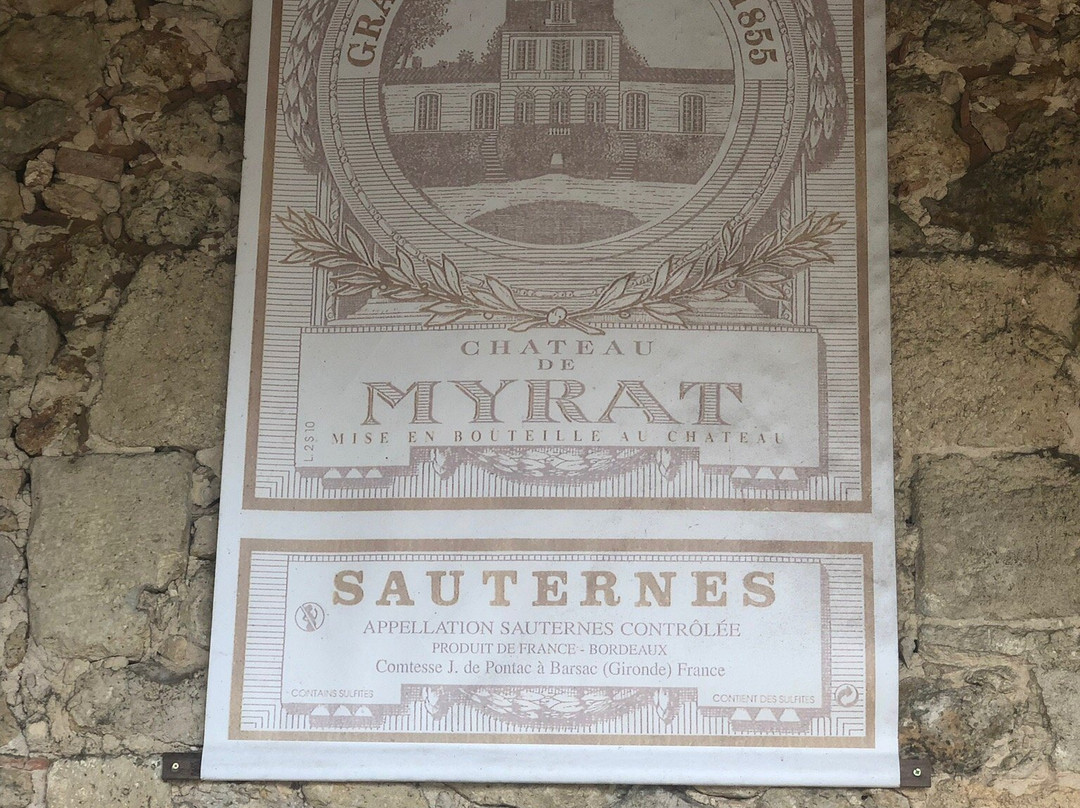 GRA
1855
CHATEAU
DE
MYRAT
MISE EN BOUTEILLE AU CHATEAU
L.2S10
SAUTERNES
APPELLATION SAUTERNES CONTRÔLÉE
PRODUIT DE FRANCE - BORDEAUX
Comtesse J. de Pontac à Barsac (Gironde) France
CONTAINS SULFITES
CONTIENT DES SULFITES